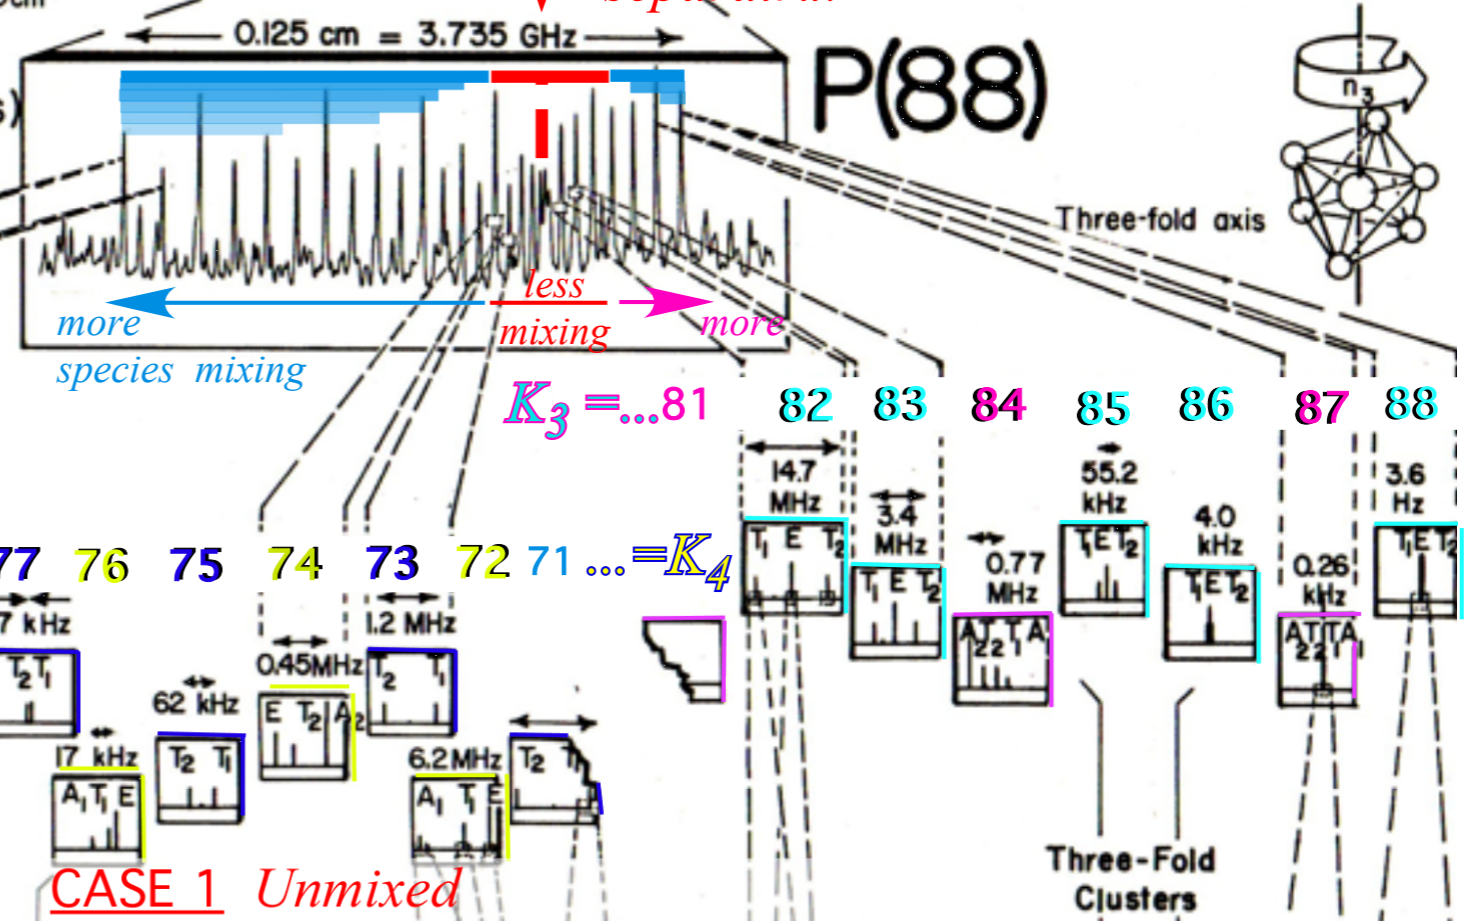 0.125 cm = 3.735 GHz
P(88)
n3
Three-fold axis
less
mixing
more
species mixing
more
K3 =...81 82 83 84 85 86 87 88
14.7
MHz
3.4
MHz
0.77
MHz
55.2
kHz
4.0
kHz
0.26
kHz
3.6
Hz
T1 E T2
T1 E T2
A2 T2 T1 A1
T1 E T2
T1 E T2
A2 T2 T1 A1
T1 E T2
77 76 75 74 73 72 71 ...=K4
7 kHz
17 kHz
62 kHz
0.45MHz
1.2 MHz
6.2MHz
T2 T1
A1 T1 E
T2 T1
E T2 A2
T2 T1
A1 T1 E
T2
Three-Fold
Clusters
CASE 1 Unmixed